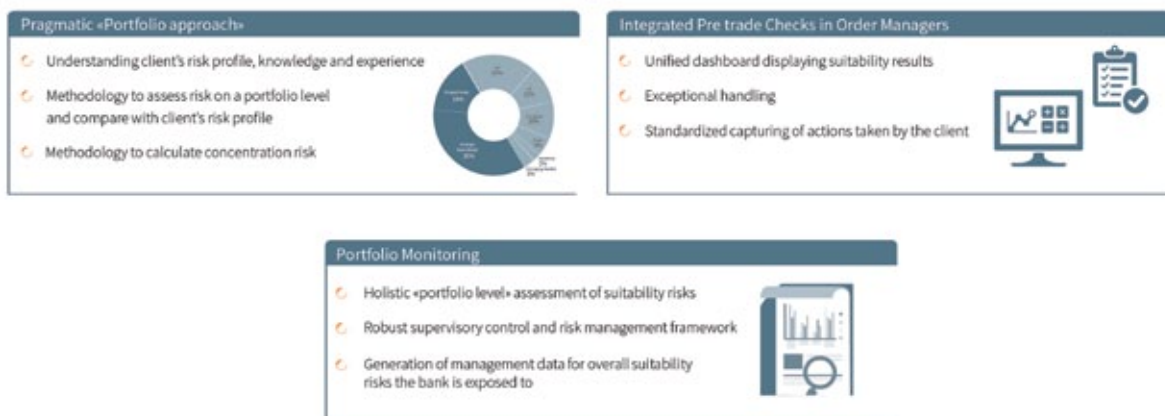 Pragmatic «Portfolio approach»
Understanding client's risk profile, knowledge and experience
Methodology to assess risk on a portfolio level
and compare with client's risk profile
Methodology to calculate concentration risk
Integrated Pre trade Checks in Order Managers
Unified dashboard displaying suitability results
Exceptional handling
Standardized capturing of actions taken by the client
Portfolio Monitoring
Holistic «portfolio level» assessment of suitability risks
Robust supervisory control and risk management framework
Generation of management data for overall suitability
risks the bank is exposed to